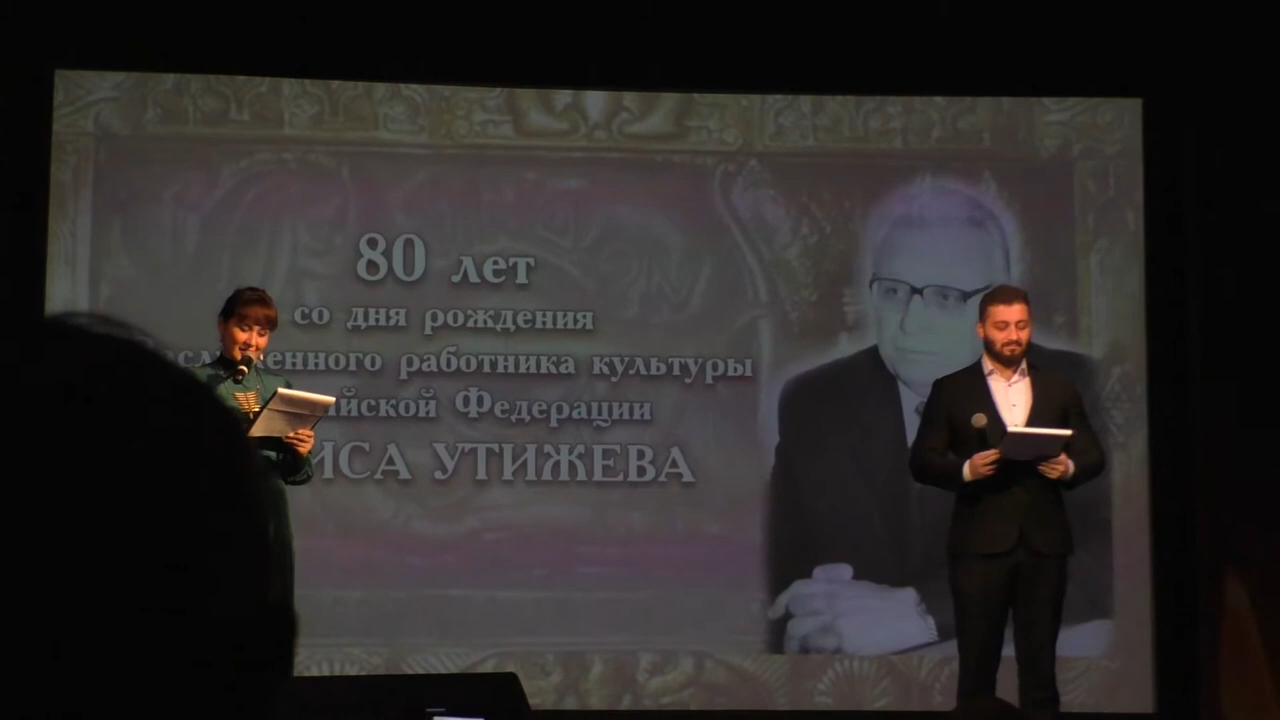 80 лет
со дня рождения
работника культуры
Федерации
УТИЖЕВА